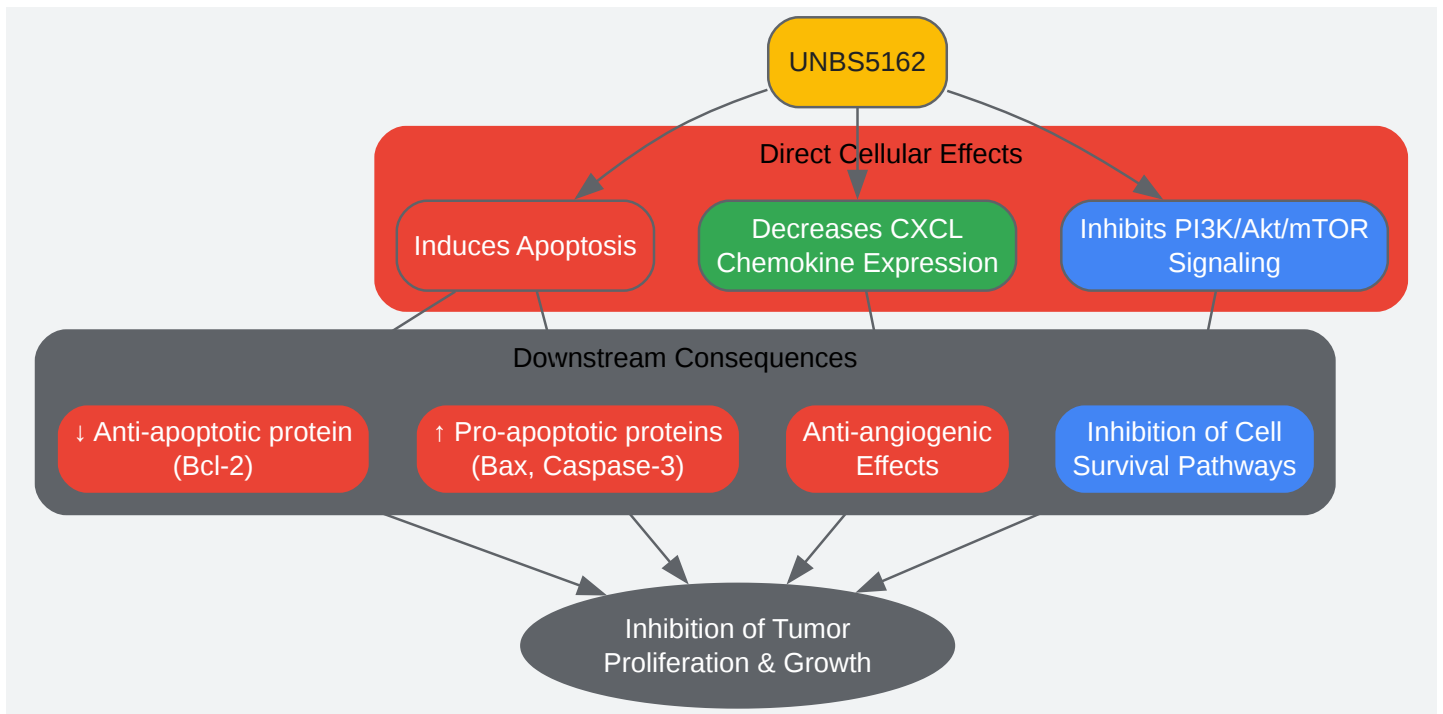 UNBS5162
Direct Cellular Effects
Induces Apoptosis
Decreases CXCL
Chemokine Expression
Inhibits PI3K/Akt/mTOR
Signaling
Downstream Consequences
↓ Anti-apoptotic protein
(Bcl-2)
↑ Pro-apoptotic proteins
(Bax, Caspase-3)
Anti-angiogenic
Effects
Inhibition of Cell
Survival Pathways
Inhibition of Tumor
Proliferation & Growth